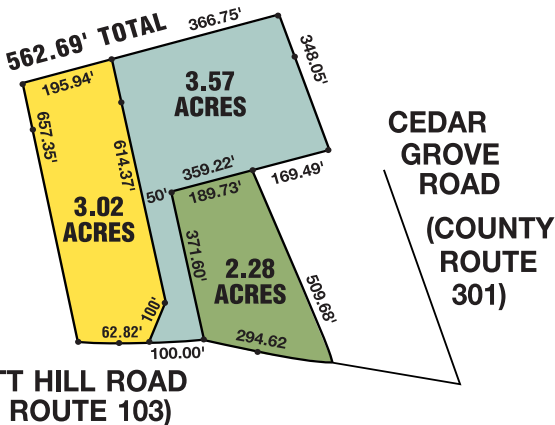 562.69' TOTAL
366.75'
195.94'
348.05'
657.35'
614.37'
3.57
ACRES
359.22'
169.49'
50'
189.73'
3.02
ACRES
371.60'
2.28
ACRES
509.68'
100'
62.82'
100.00'
294.62
CEDAR
GROVE
ROAD
(COUNTY
ROUTE
301)
HILL ROAD
ROUTE 103)